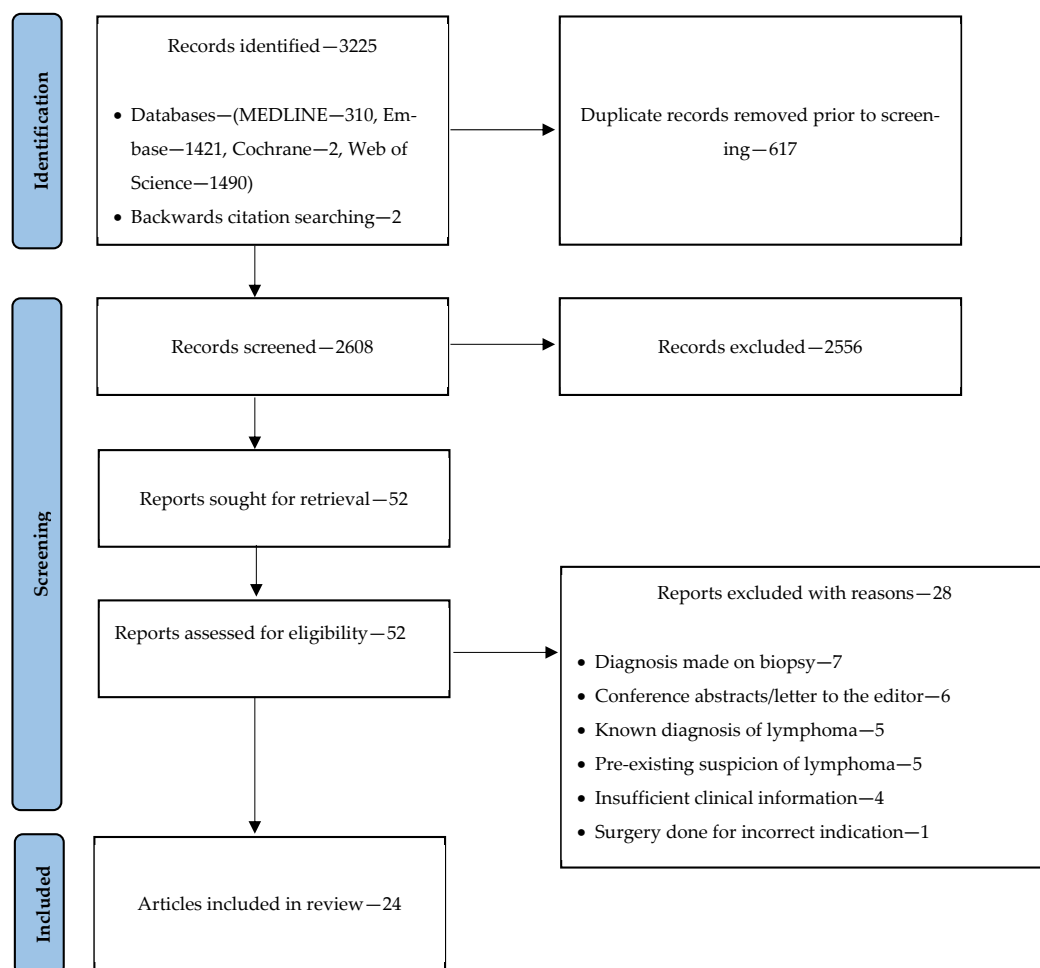 Identification
Records identified—3225
• Databases—(MEDLINE—310, Em-
base—1421, Cochrane—2, Web of
Science—1490)
• Backwards citation searching—2
Duplicate records removed prior to screen-
ing—617
Screening
Records screened—2608
Records excluded—2556
Reports sought for retrieval—52
Reports assessed for eligibility—52
Reports excluded with reasons—28
• Diagnosis made on biopsy—7
• Conference abstracts/letter to the editor—6
• Known diagnosis of lymphoma—5
• Pre-existing suspicion of lymphoma—5
• Insufficient clinical information—4
• Surgery done for incorrect indication—1
Included
Articles included in review—24